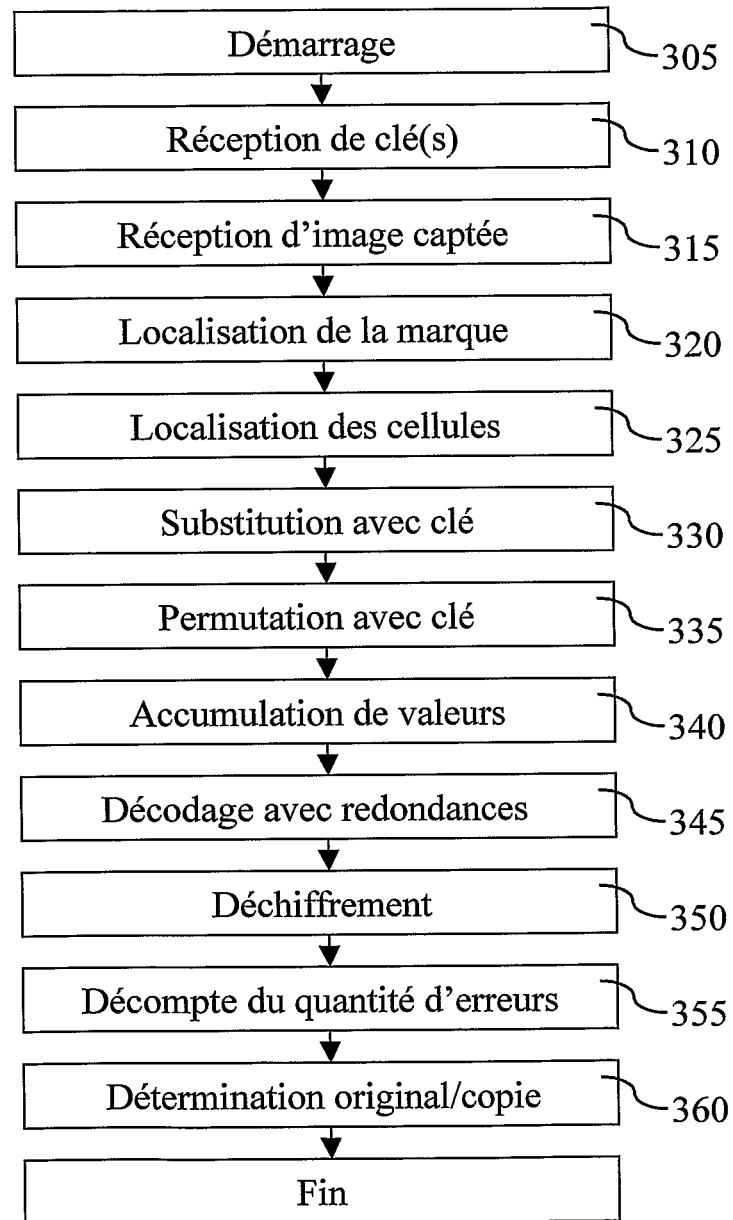 Démarrage 305
Réception de clé(s) 310
Réception d'image captée 315
Localisation de la marque 320
Localisation des cellules 325
Substitution avec clé 330
Permutation avec clé 335
Accumulation de valeurs 340
Décodage avec redondances 345
Déchiffrement 350
Décompte du quantité d'erreurs 355
Détermination original/copie 360
Fin